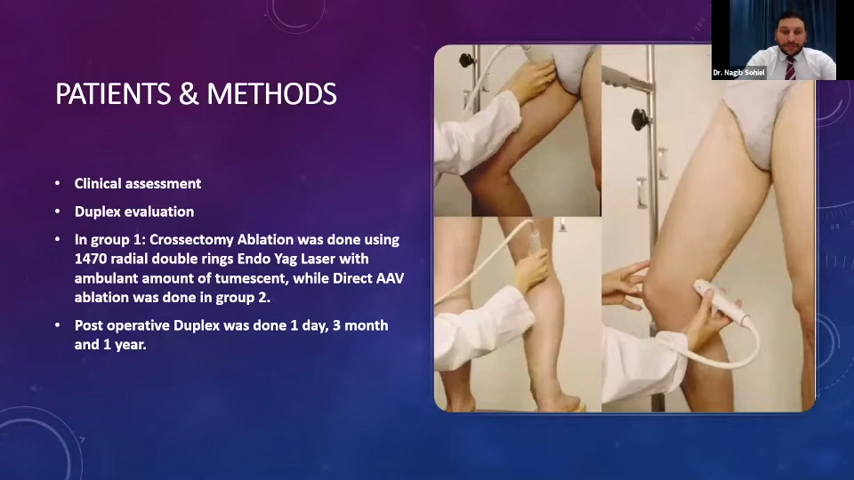 Dr. Nagib Sohiel
PATIENTS & METHODS
• Clinical assessment
• Duplex evaluation
• In group 1: Crossectomy Ablation was done using
1470 radial double rings Endo Yag Laser with
ambulant amount of tumescent, while Direct AAV
ablation was done in group 2.
• Post operative Duplex was done 1 day, 3 month
and 1 year.